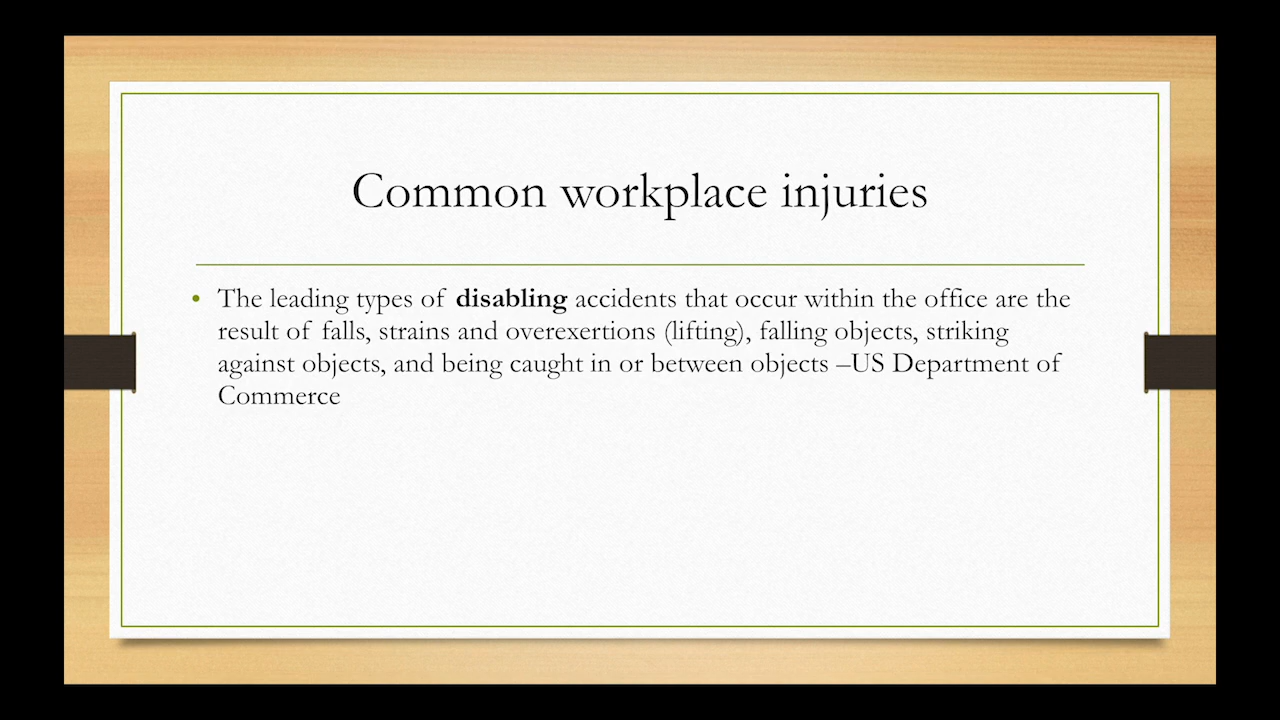 Common workplace injuries
• The leading types of disabling accidents that occur within the office are the
result of falls, strains and overexertions (lifting), falling objects, striking
against objects, and being caught in or between objects –US Department of
Commerce